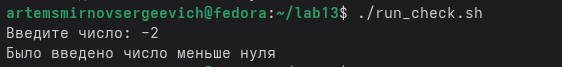 artemsmirnovsergeevich@fedora:~/lab13$ ./run_check.sh
Введите число: -2
Было введено число меньше нуля